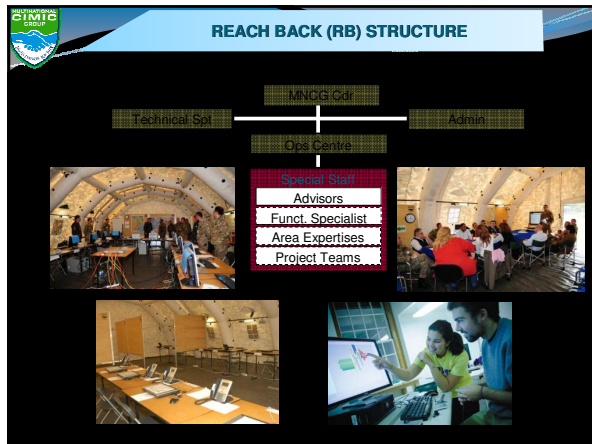 MULTINATIONAL
CIMIC
GROUP
REACH BACK (RB) STRUCTURE
MNCG Cdr
Technical Spt
Admin
Ops Centre
Special Staff
Advisors
Funct. Specialist
Area Expertises
Project Teams